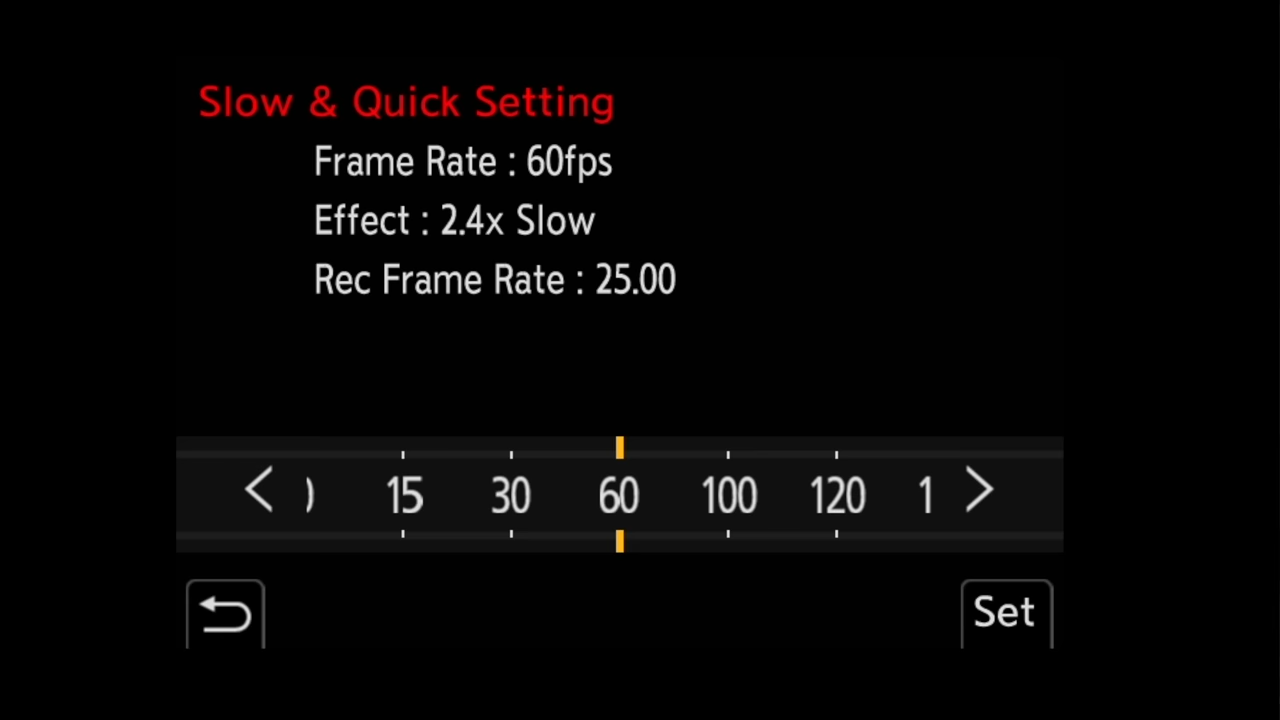 Slow & Quick Setting
Frame Rate : 60fps
Effect : 2.4x Slow
Rec Frame Rate : 25.00
15 30 60 100 120
Set